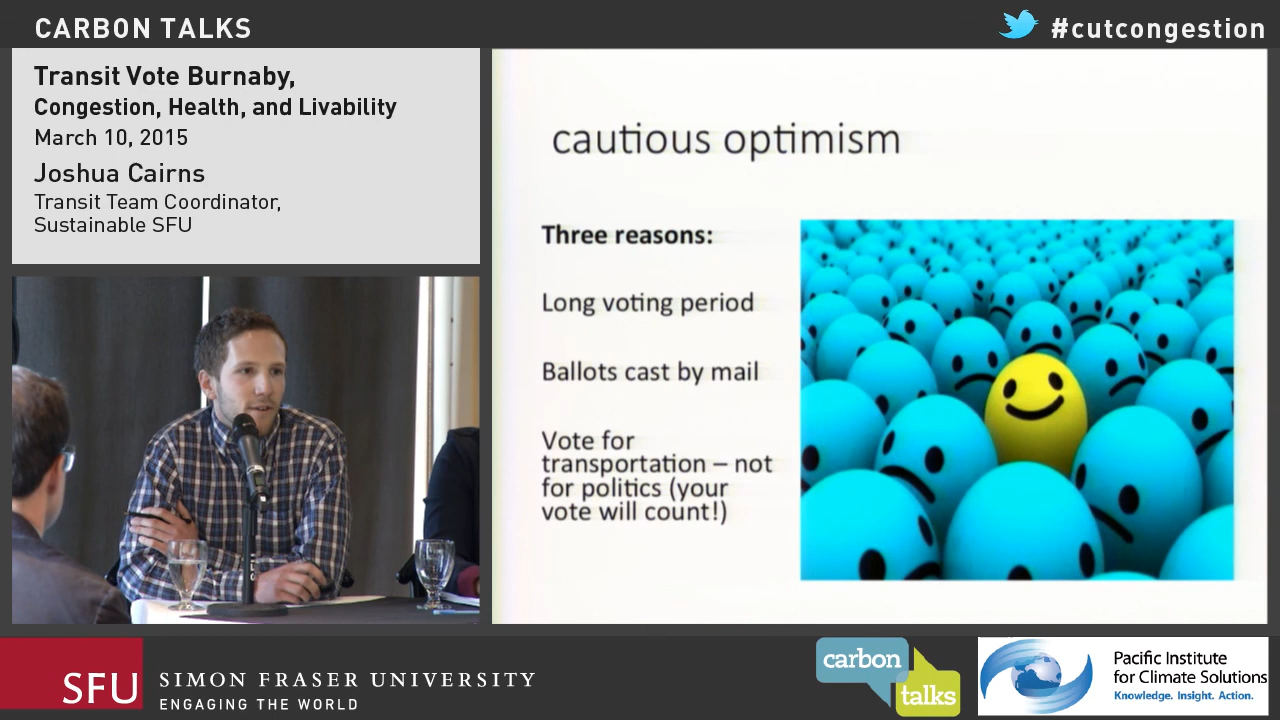 CARBON TALKS
#cutcongestion
Transit Vote Burnaby,
Congestion, Health, and Livability
March 10, 2015
Joshua Cairns
Transit Team Coordinator,
Sustainable SFU
cautious optimism
Three reasons:
Long voting period
Ballots cast by mail
Vote for
transportation – not
for politics (your
vote will count!)
SFU
SIMON FRASER UNIVERSITY
ENGAGING THE WORLD
carbon
talks
Pacific Institute
for Climate Solutions
Knowledge. Insight. Action.